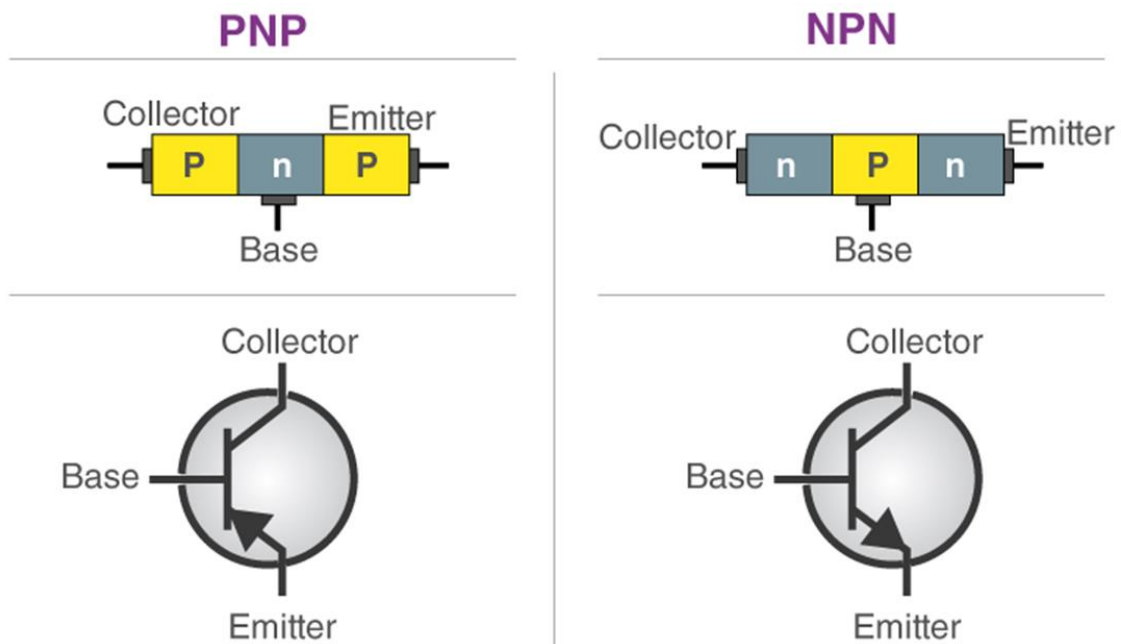 PNP
Collector
Emitter
P
n
P
Base
Collector
Base
Emitter
NPN
Collector
Emitter
n
P
n
Base
Collector
Base
Emitter